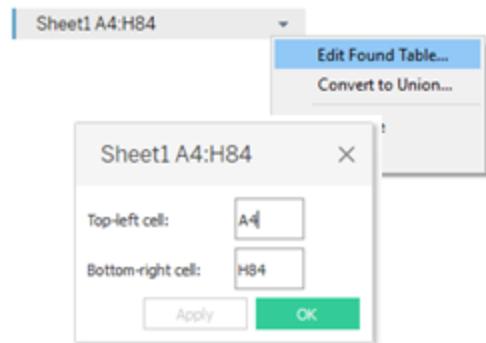 Sheet1 A4:H84
Edit Found Table...
Convert to Union...
Sheet1 A4:H84
Top-left cell: A4
Bottom-right cell: H84
Apply OK